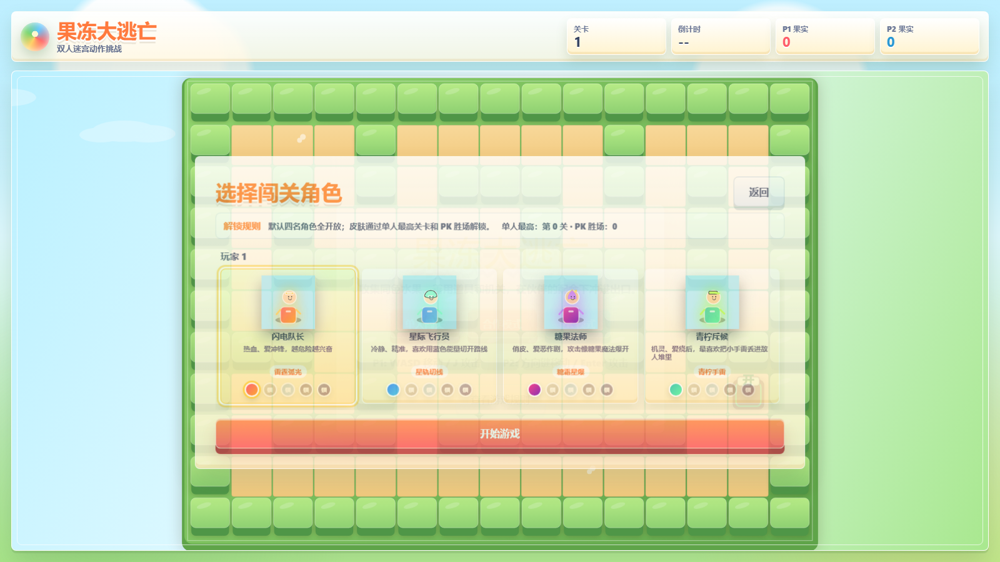 果冻大逃亡
双人迷宫动作挑战
关卡
1
倒计时
--
P1 果实
0
P2 果实
0
选择闯关角色
返回
解锁规则 默认四名角色全开放；皮肤通过单人最高关卡和 PK 胜场解锁。 单人最高：第 0 关 · PK 胜场：0
玩家 1
闪电队长
热血、爱冲锋，越危险越兴奋
雷莲弧光
星际飞行员
冷静、精准，喜欢用蓝色能量切开路线
星轨切线
糖果法师
俏皮、爱恶作剧，攻击像糖果魔法爆开
糖霜星爆
青柠斥候
机灵、爱绕后，最喜欢把小手雷丢进敌
人堆里
青柠手雷
开始游戏